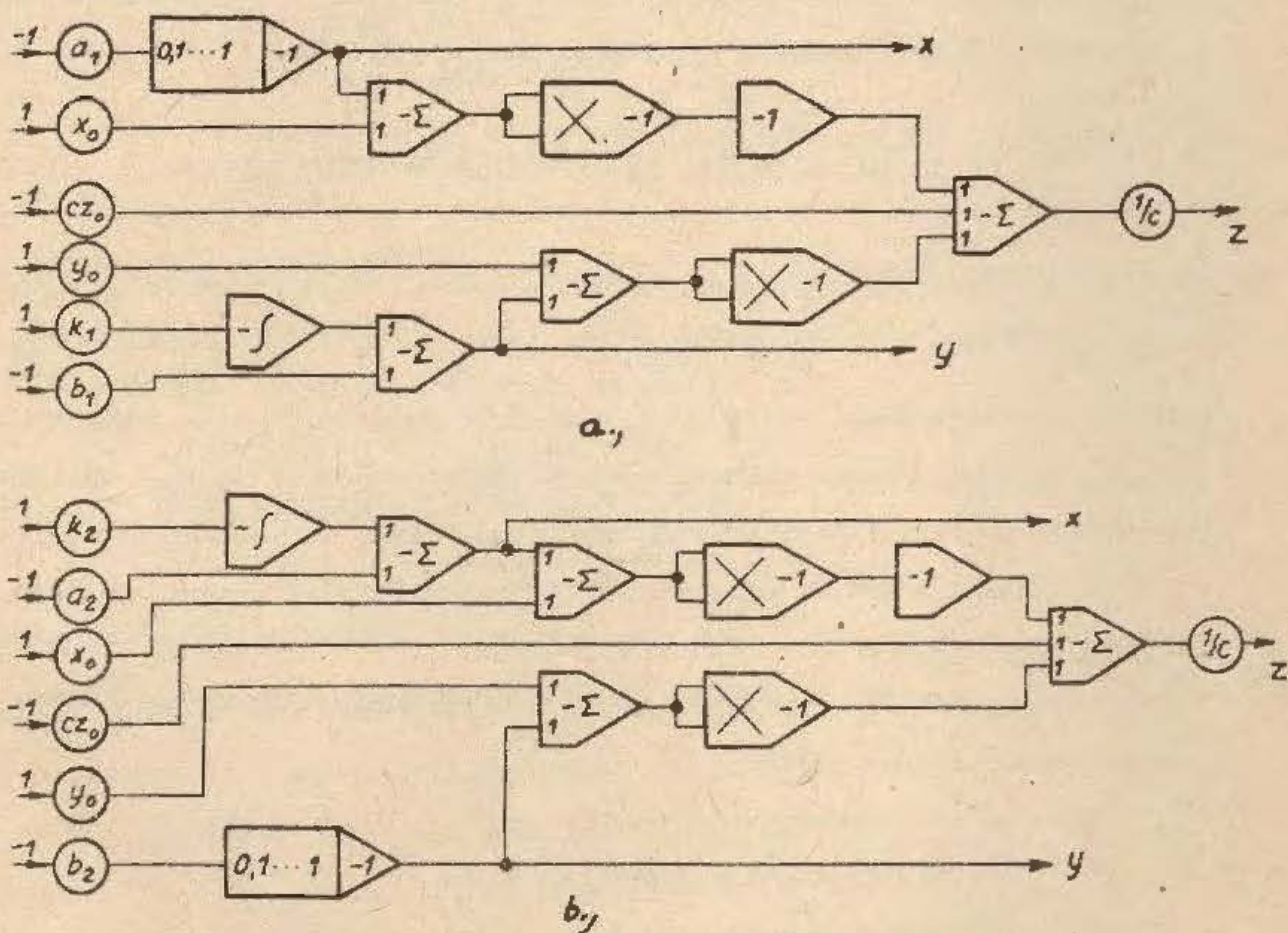 -1 a₁ 0,1···1 -1 x
1 x₀ 1 1 -Σ -1 -1
-1 cz₀ 1 1 1 -Σ 1/c z
1 y₀ 1 1 -Σ -1
1 k₁ -∫ 1 1 -Σ y
-1 b₁
a.,
1 k₂ -∫ 1 1 -Σ x
-1 a₂ 1 1 -Σ -1 -1
1 x₀ 1 1 1 -Σ 1/c z
-1 cz₀ 1 1 -Σ -1
1 y₀
-1 b₂ 0,1···1 -1 y
b.,